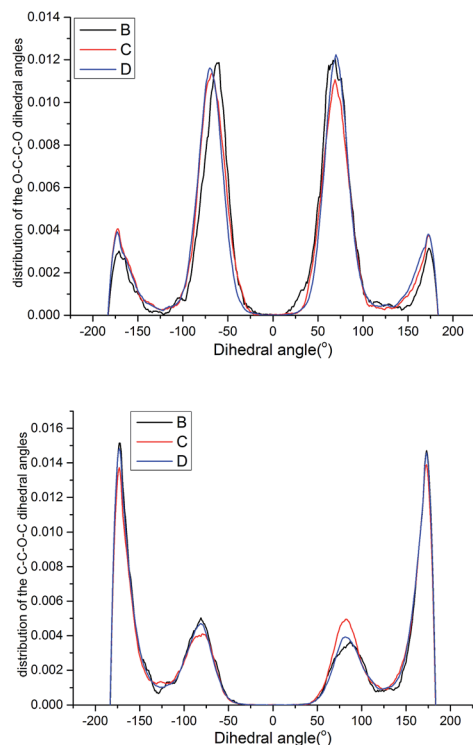 distribution of the O-C-C-O dihedral angles
0.014
0.012
0.010
0.008
0.006
0.004
0.002
0.000
B
C
D
-200 -150 -100 -50 0 50 100 150 200
Dihedral angle(°)
distribution of the C-C-O-C dihedral angles
0.016
0.014
0.012
0.010
0.008
0.006
0.004
0.002
0.000
B
C
D
-200 -150 -100 -50 0 50 100 150 200
Dihedral angle(°)